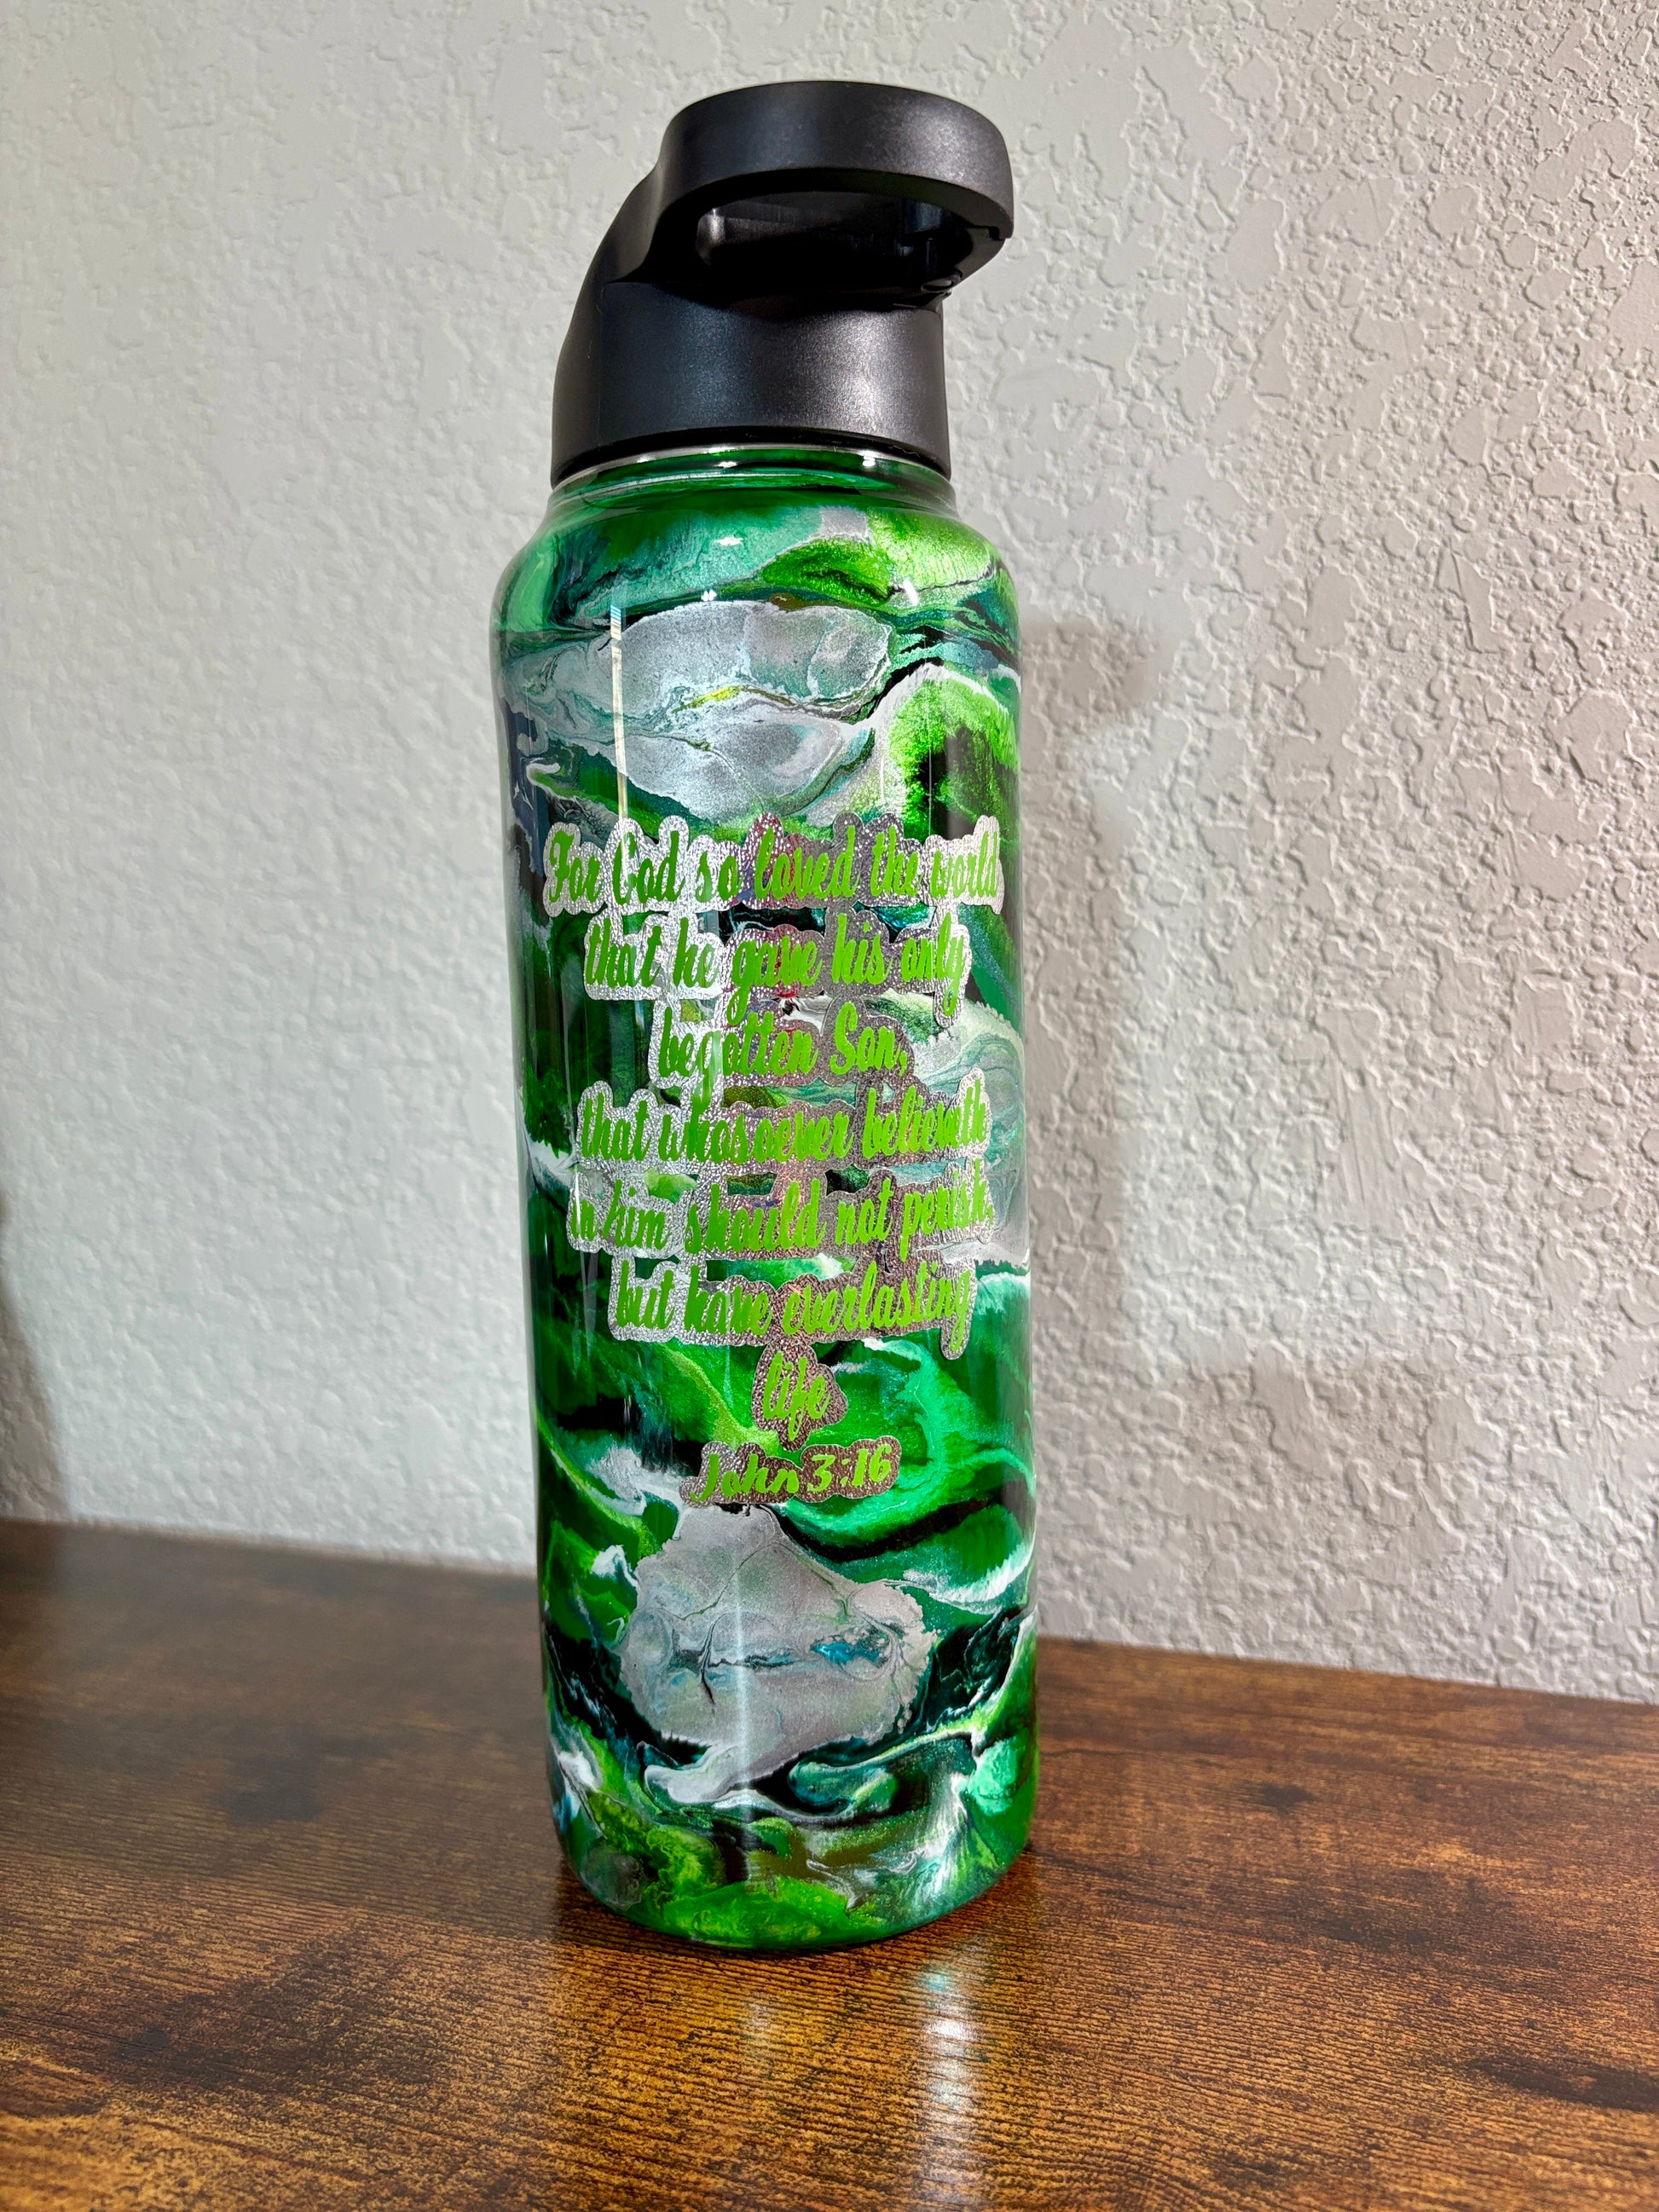 For God so loved the world
that he gave his only
begotten Son,
that whosoever believeth
in him should not perish,
but have everlasting
life
John 3:16